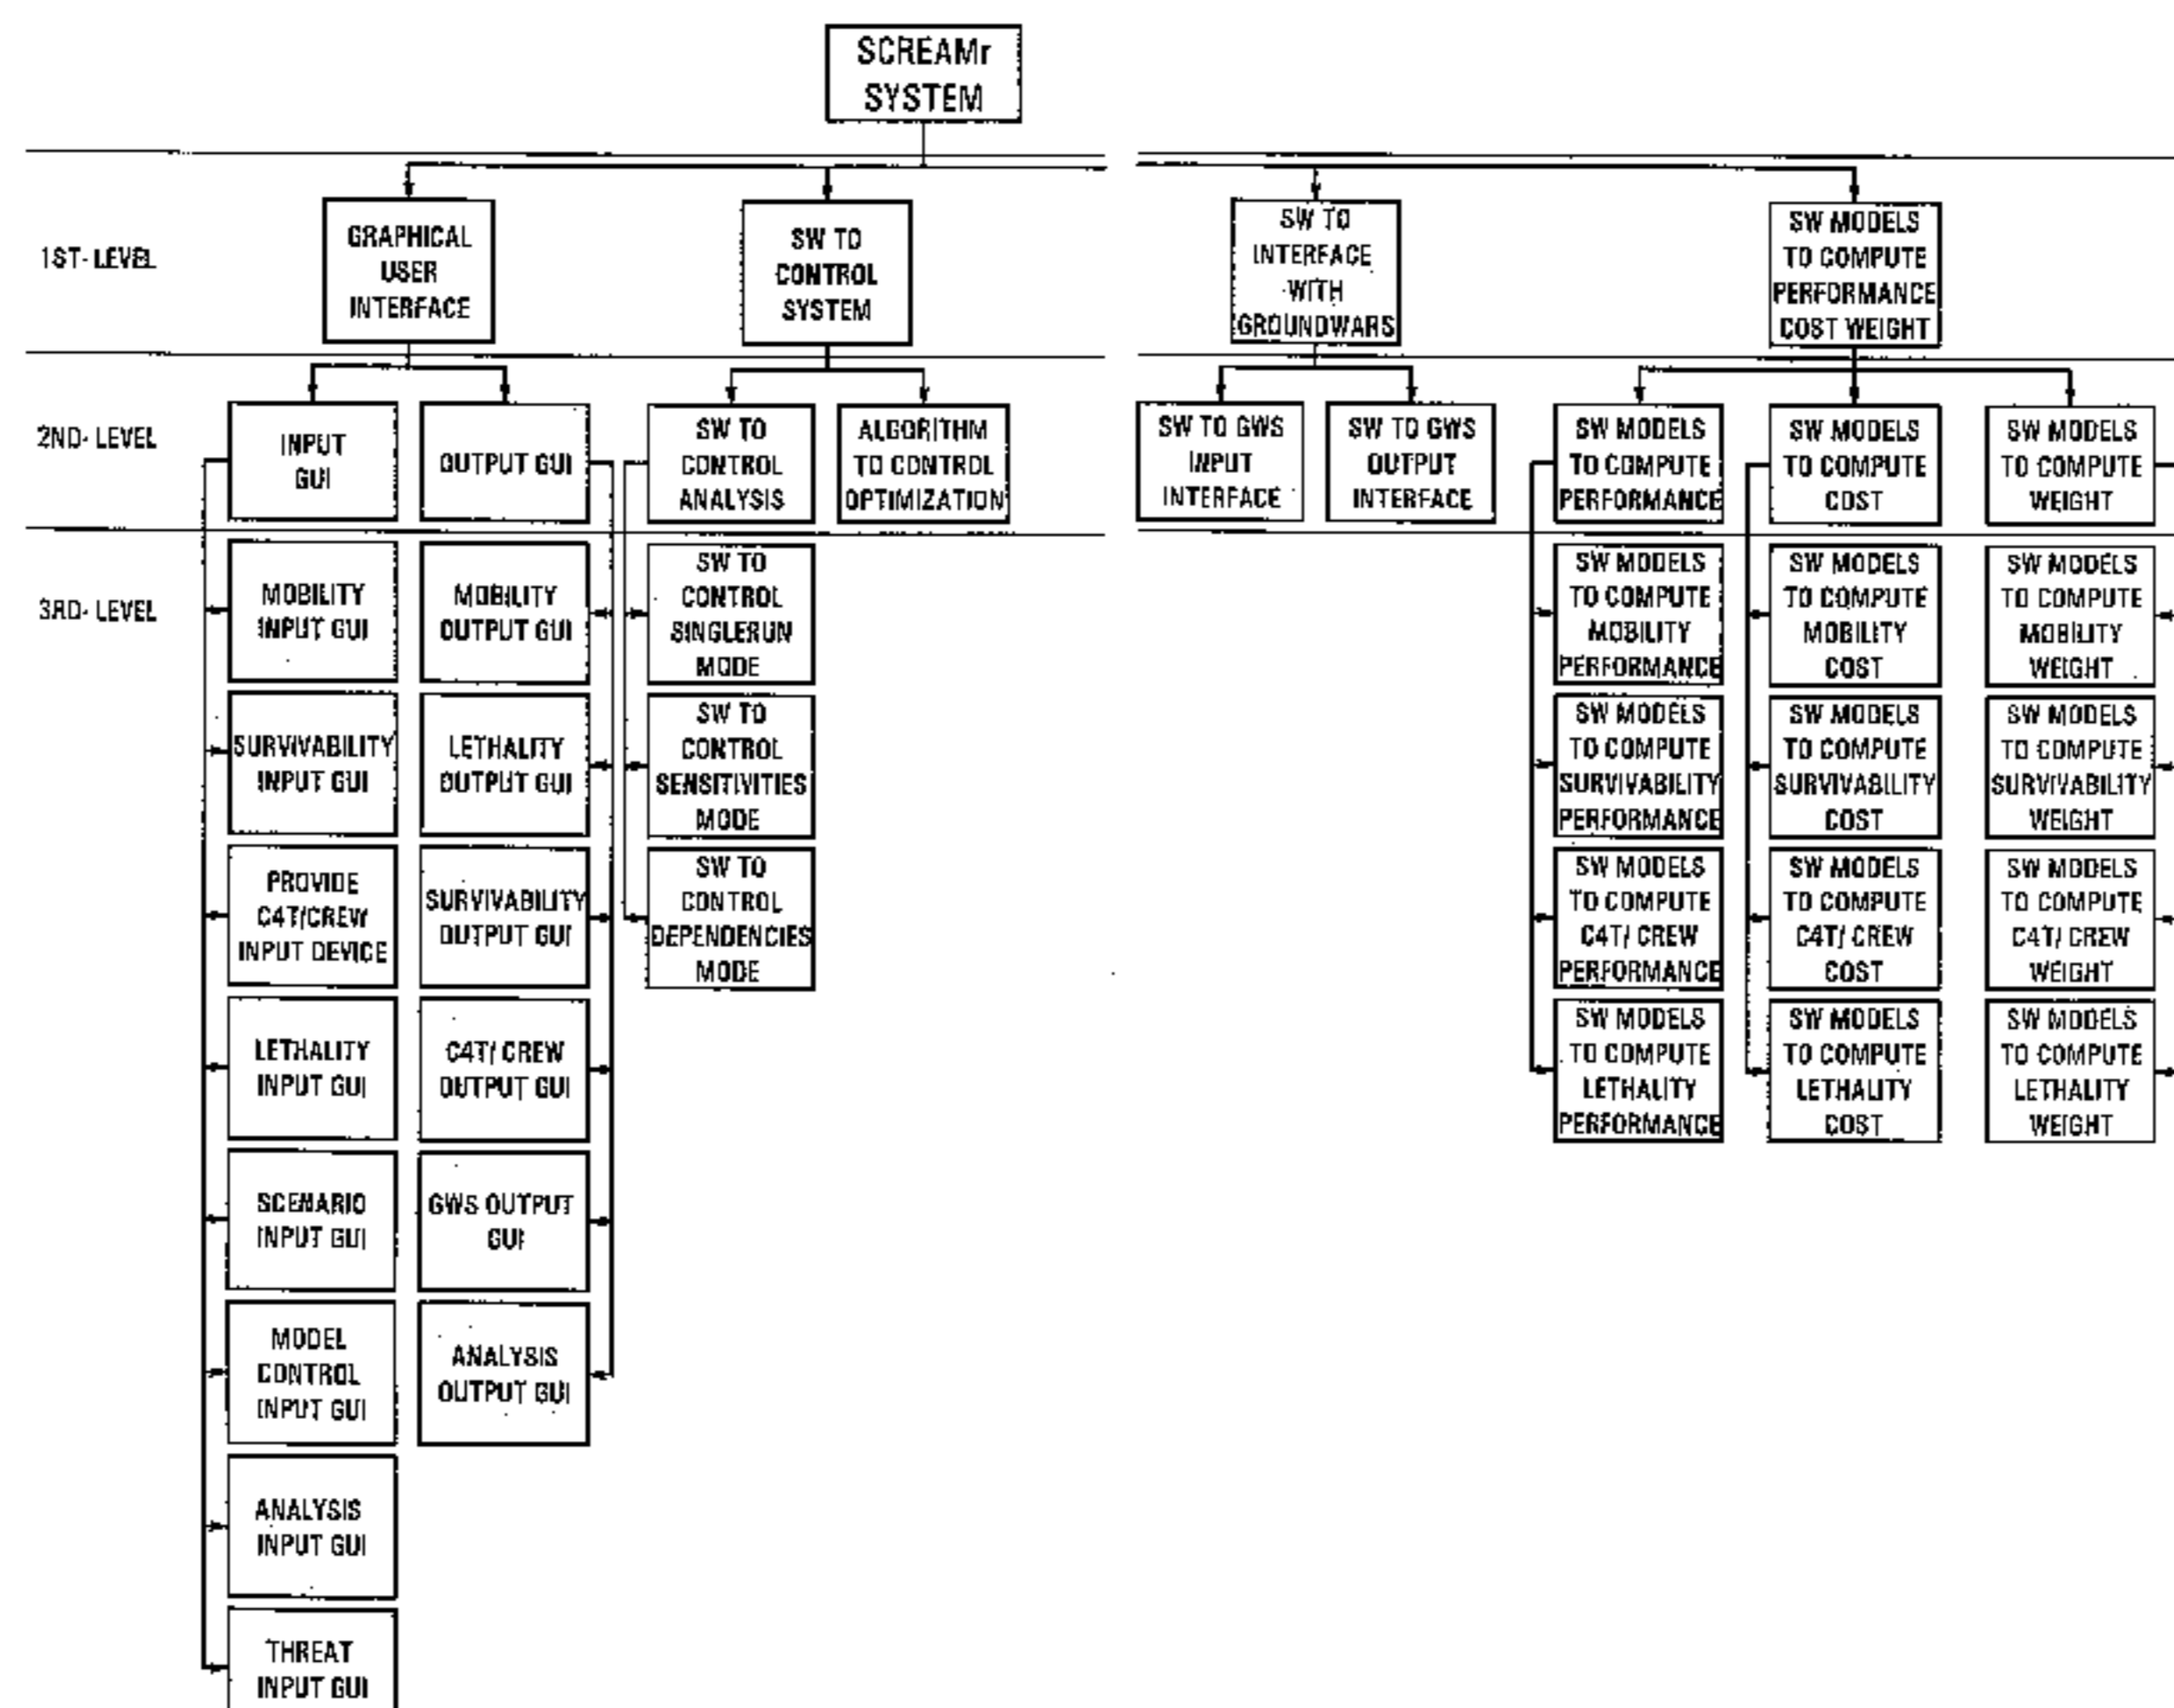 SCREAMr
SYSTEM
1ST- LEVEL
GRAPHICAL
USER
INTERFACE
SW TO
CONTROL
SYSTEM
SW TO
INTERFACE
WITH
GROUNDWARS
SW MODELS
TO COMPUTE
PERFORMANCE
COST WEIGHT
2ND- LEVEL
INPUT
GUI
OUTPUT GUI
SW TO
CONTROL
ANALYSIS
ALGORITHM
TO CONTROL
OPTIMIZATION
SW TO GWS
INPUT
INTERFACE
SW TO GWS
OUTPUT
INTERFACE
SW MODELS
TO COMPUTE
PERFORMANCE
SW MODELS
TO COMPUTE
COST
SW MODELS
TO COMPUTE
WEIGHT
3RD- LEVEL
MOBILITY
INPUT GUI
SURVIVABILITY
INPUT GUI
PROVIDE
C4T/CREW
INPUT DEVICE
LETHALITY
INPUT GUI
SCENARIO
INPUT GUI
MODEL
CONTROL
INPUT GUI
ANALYSIS
INPUT GUI
THREAT
INPUT GUI
MOBILITY
OUTPUT GUI
LETHALITY
OUTPUT GUI
SURVIVABILITY
OUTPUT GUI
C4T/ CREW
OUTPUT GUI
GWS OUTPUT
GUI
ANALYSIS
OUTPUT GUI
SW TO
CONTROL
SINGLERUN
MODE
SW TO
CONTROL
SENSITIVITIES
MODE
SW TO
CONTROL
DEPENDENCIES
MODE
SW MODELS
TO COMPUTE
MOBILITY
PERFORMANCE
SW MODELS
TO COMPUTE
SURVIVABILITY
PERFORMANCE
SW MODELS
TO COMPUTE
C4T/ CREW
PERFORMANCE
SW MODELS
TO COMPUTE
LETHALITY
PERFORMANCE
SW MODELS
TO COMPUTE
MOBILITY
COST
SW MODELS
TO COMPUTE
SURVIVABILITY
COST
SW MODELS
TO COMPUTE
C4T/ CREW
COST
SW MODELS
TO COMPUTE
LETHALITY
COST
SW MODELS
TO COMPUTE
MOBILITY
WEIGHT
SW MODELS
TO COMPUTE
SURVIVABILITY
WEIGHT
SW MODELS
TO COMPUTE
C4T/ CREW
WEIGHT
SW MODELS
TO COMPUTE
LETHALITY
WEIGHT